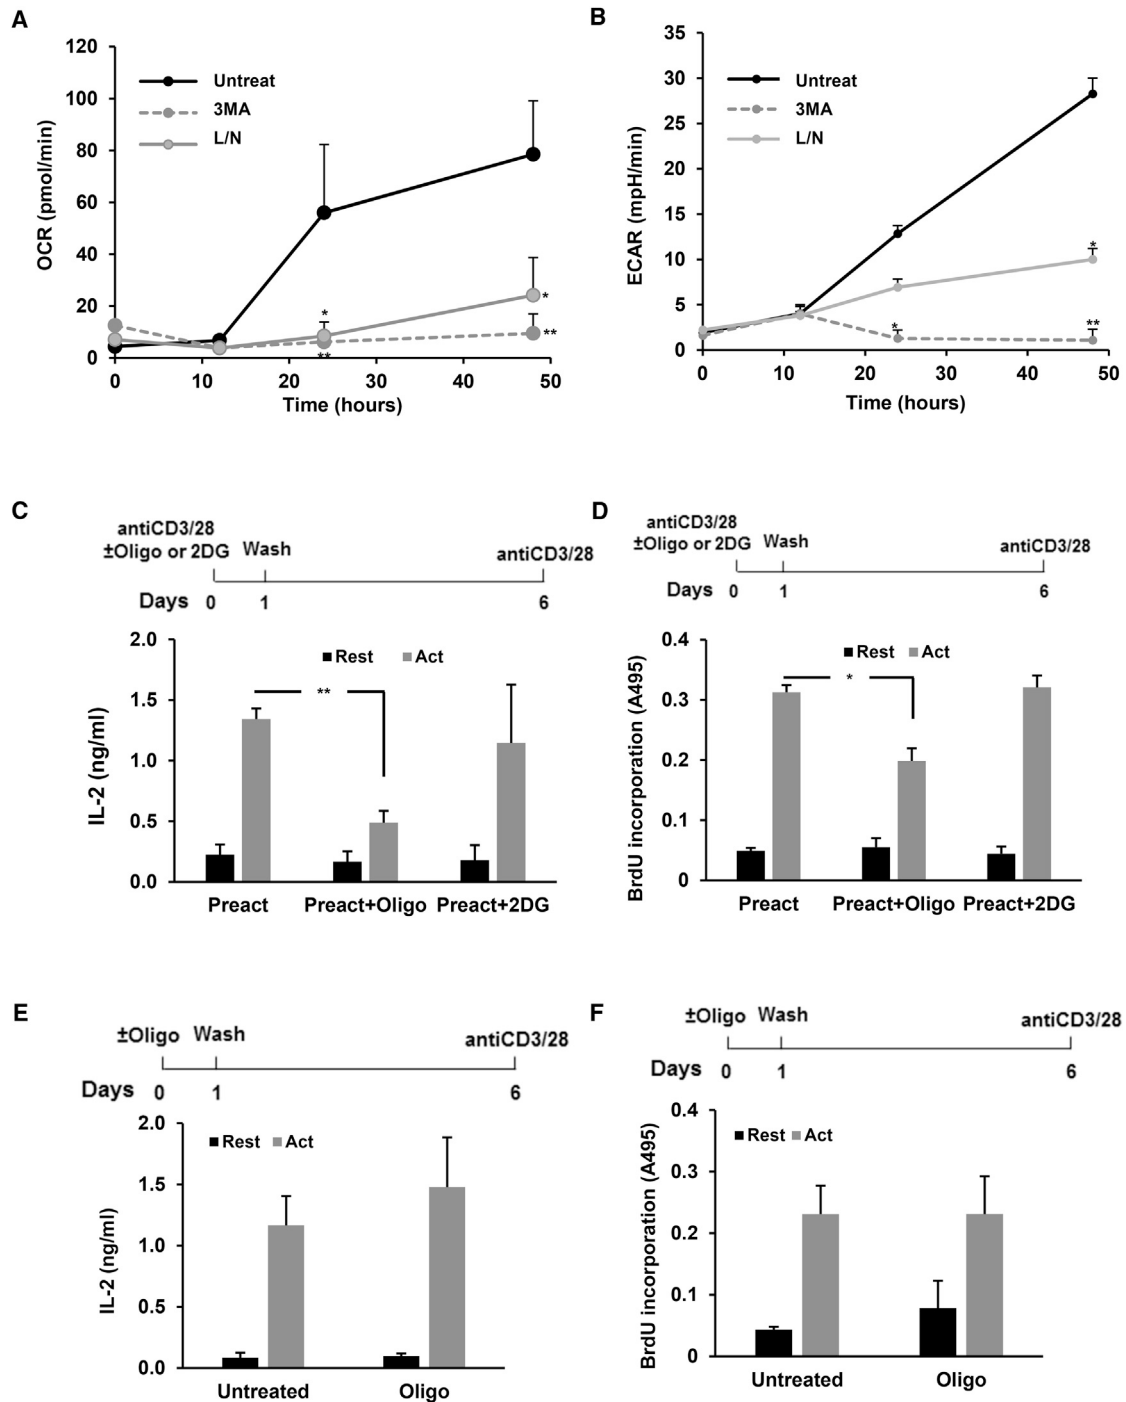 A
OCR (pmol/min)
120
100
80
60
40
20
0
Untreat
3MA
L/N
*
**
*
**
0 10 20 30 40 50
Time (hours)
B
ECAR (mpH/min)
35
30
25
20
15
10
5
0
Untreat
3MA
L/N
*
*
**
0 10 20 30 40 50
Time (hours)
C
antiCD3/28
±Oligo or 2DG Wash antiCD3/28
Days 0 1 6
IL-2 (ng/ml)
2.0
1.5
1.0
0.5
0.0
Rest Act
**
Preact Preact+Oligo Preact+2DG
D
antiCD3/28
±Oligo or 2DG Wash antiCD3/28
Days 0 1 6
BrdU incorporation (A495)
0.4
0.3
0.2
0.1
0
Rest Act
*
Preact Preact+Oligo Preact+2DG
E
±Oligo Wash antiCD3/28
Days 0 1 6
IL-2 (ng/ml)
2.0
1.5
1.0
0.5
0.0
Rest Act
Untreated Oligo
F
±Oligo Wash antiCD3/28
Days 0 1 6
BrdU incorporation (A495)
0.4
0.3
0.2
0.1
0
Rest Act
Untreated Oligo